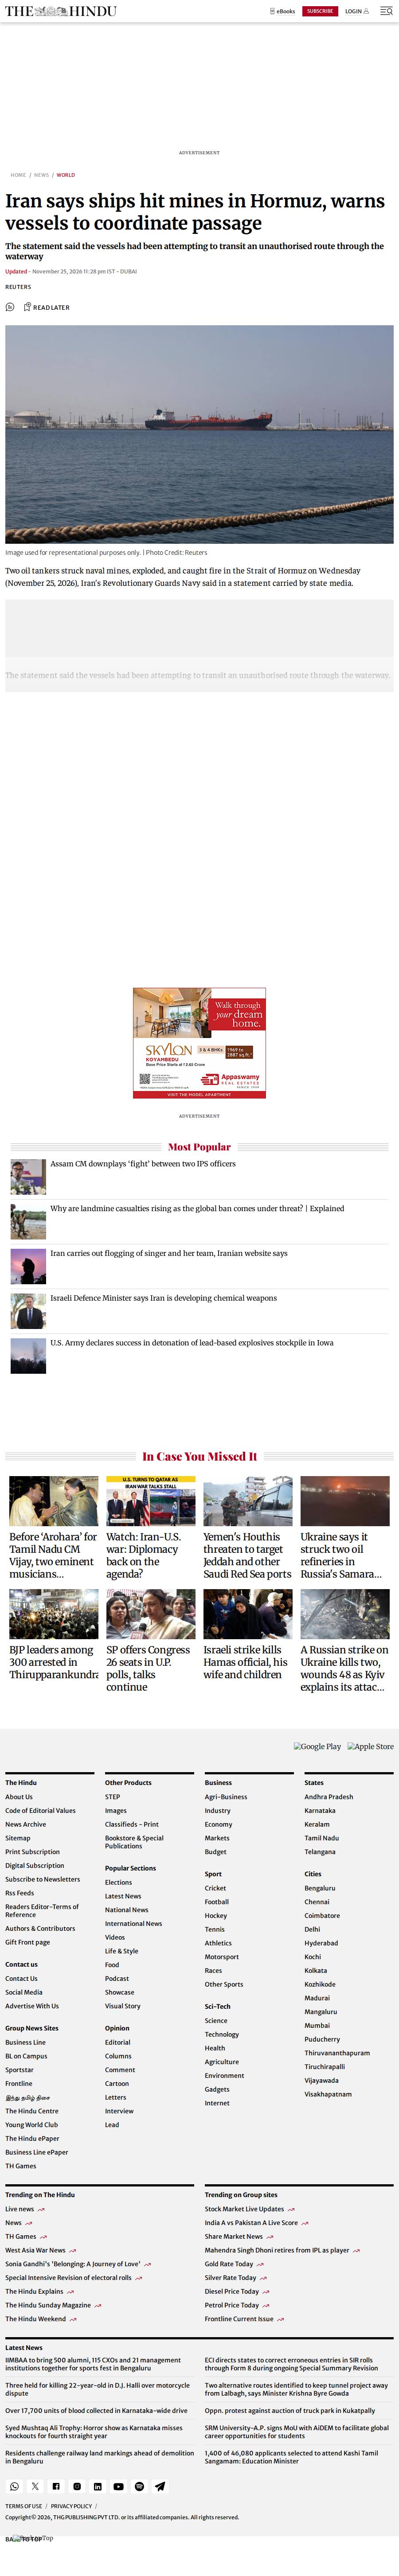 THE HINDU
eBooks
SUBSCRIBE
LOGIN
ADVERTISEMENT
HOME / NEWS / WORLD
Iran says ships hit mines in Hormuz, warns
vessels to coordinate passage
The statement said the vessels had been attempting to transit an unauthorised route through the
waterway
Updated - November 25, 2026 11:28 pm IST - DUBAI
REUTERS
READ LATER
Image used for representational purposes only. | Photo Credit: Reuters
Two oil tankers struck naval mines, exploded, and caught fire in the Strait of Hormuz on Wednesday
(November 25, 2026), Iran's Revolutionary Guards Navy said in a statement carried by state media.
The statement said the vessels had been attempting to transit an unauthorised route through the waterway.
Walk through
your dream
home.
SKYLON
KOYAMBEDU
3 & 4 BHKs
1969 to
2887 sq.ft.*
Base Price Starts at ₹ 3.65 Crore
Appaswamy
REAL ESTATES
VISIT THE MODEL APARTMENT
ADVERTISEMENT
Most Popular
Assam CM downplays ‘fight’ between two IPS officers
Why are landmine casualties rising as the global ban comes under threat? | Explained
Iran carries out flogging of singer and her team, Iranian website says
Israeli Defence Minister says Iran is developing chemical weapons
U.S. Army declares success in detonation of lead-based explosives stockpile in Iowa
In Case You Missed It
Before ‘Arohara’ for
Tamil Nadu CM
Vijay, two eminent
musicians...
U.S. TURNS TO QATAR AS
IRAN WAR TALKS STALL
Watch: Iran-U.S.
war: Diplomacy
back on the
agenda?
Yemen's Houthis
threaten to target
Jeddah and other
Saudi Red Sea ports
Ukraine says it
struck two oil
refineries in
Russia's Samara...
BJP leaders among
300 arrested in
Thirupparankundra
SP offers Congress
26 seats in U.P.
polls, talks
continue
Israeli strike kills
Hamas official, his
wife and children
A Russian strike on
Ukraine kills two,
wounds 48 as Kyiv
explains its attac...
Google Play
Apple Store
The Hindu
About Us
Code of Editorial Values
News Archive
Sitemap
Print Subscription
Digital Subscription
Subscribe to Newsletters
Rss Feeds
Readers Editor-Terms of
Reference
Authors & Contributors
Gift Front page
Contact us
Contact Us
Social Media
Advertise With Us
Group News Sites
Business Line
BL on Campus
Sportstar
Frontline
இந்து தமிழ் திசை
The Hindu Centre
Young World Club
The Hindu ePaper
Business Line ePaper
TH Games
Other Products
STEP
Images
Classifieds - Print
Bookstore & Special
Publications
Popular Sections
Elections
Latest News
National News
International News
Videos
Life & Style
Food
Podcast
Showcase
Visual Story
Opinion
Editorial
Columns
Comment
Cartoon
Letters
Interview
Lead
Business
Agri-Business
Industry
Economy
Markets
Budget
Sport
Cricket
Football
Hockey
Tennis
Athletics
Motorsport
Races
Other Sports
Sci-Tech
Science
Technology
Health
Agriculture
Environment
Gadgets
Internet
States
Andhra Pradesh
Karnataka
Keralam
Tamil Nadu
Telangana
Cities
Bengaluru
Chennai
Coimbatore
Delhi
Hyderabad
Kochi
Kolkata
Kozhikode
Madurai
Mangaluru
Mumbai
Puducherry
Thiruvananthapuram
Tiruchirapalli
Vijayawada
Visakhapatnam
Trending on The Hindu
Live news
News
TH Games
West Asia War News
Sonia Gandhi's 'Belonging: A Journey of Love'
Special Intensive Revision of electoral rolls
The Hindu Explains
The Hindu Sunday Magazine
The Hindu Weekend
Trending on Group sites
Stock Market Live Updates
India A vs Pakistan A Live Score
Share Market News
Mahendra Singh Dhoni retires from IPL as player
Gold Rate Today
Silver Rate Today
Diesel Price Today
Petrol Price Today
Frontline Current Issue
Latest News
IIMBAA to bring 500 alumni, 115 CXOs and 21 management
institutions together for sports fest in Bengaluru
Three held for killing 22-year-old in D.J. Halli over motorcycle
dispute
Over 17,700 units of blood collected in Karnataka-wide drive
Syed Mushtaq Ali Trophy: Horror show as Karnataka misses
knockouts for fourth straight year
Residents challenge railway land markings ahead of demolition
in Bengaluru
ECI directs states to correct erroneous entries in SIR rolls
through Form 8 during ongoing Special Summary Revision
Two alternative routes identified to keep tunnel project away
from Lalbagh, says Minister Krishna Byre Gowda
Oppn. protest against auction of truck park in Kukatpally
SRM University-A.P. signs MoU with AiDEM to facilitate global
career opportunities for students
1,400 of 46,080 applicants selected to attend Kashi Tamil
Sangamam: Education Minister
TERMS OF USE / PRIVACY POLICY /
Copyright© 2026, THG PUBLISHING PVT LTD. or its affiliated companies. All rights reserved.
BACK TO TOP